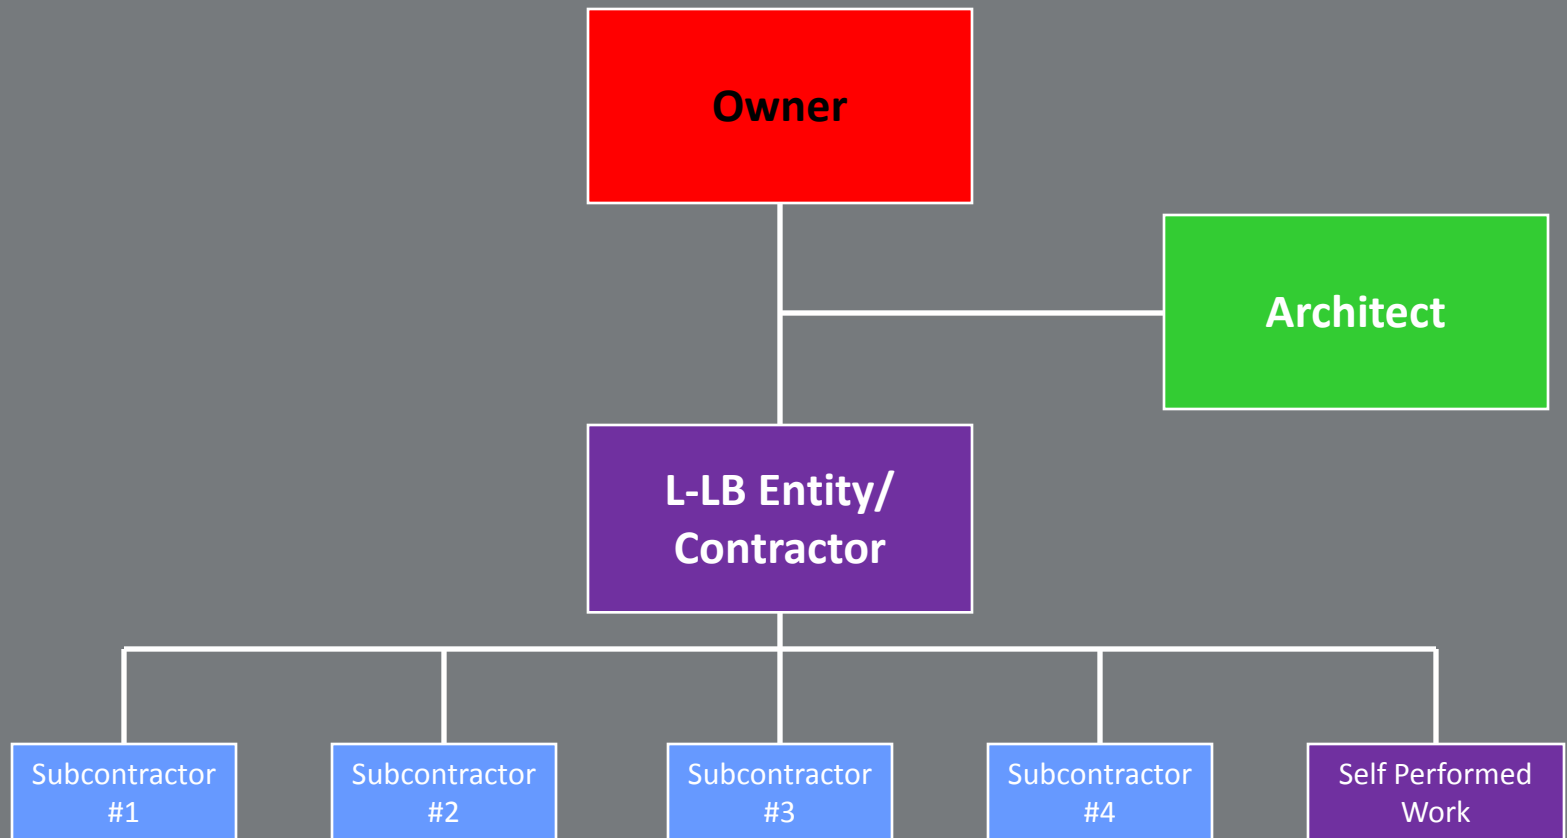 Owner
Architect
L-LB Entity/
Contractor
Subcontractor
#1
Subcontractor
#2
Subcontractor
#3
Subcontractor
#4
Self Performed
Work